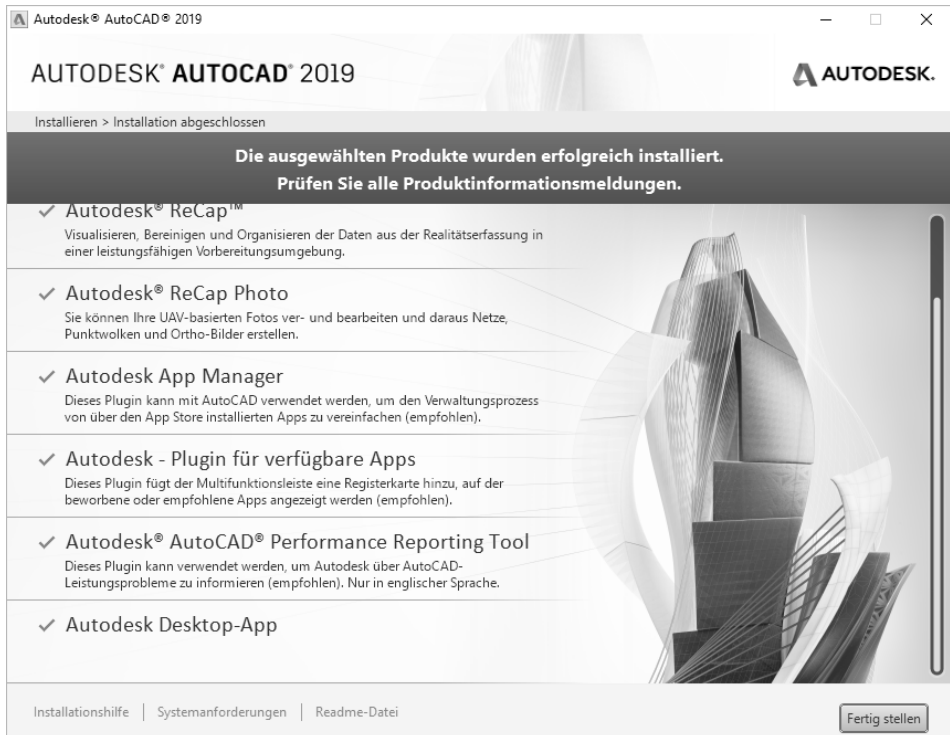 Autodesk® AutoCAD® 2019
AUTODESK® AUTOCAD® 2019
AUTODESK.
Installieren > Installation abgeschlossen
Die ausgewählten Produkte wurden erfolgreich installiert.
Prüfen Sie alle Produktinformationsmeldungen.
Autodesk® ReCap™
Visualisieren, Bereinigen und Organisieren der Daten aus der Realitätserfassung in
einer leistungsfähigen Vorbereitungsumgebung.
Autodesk® ReCap Photo
Sie können Ihre UAV-basierten Fotos ver- und bearbeiten und daraus Netze,
Punktwolken und Ortho-Bilder erstellen.
Autodesk App Manager
Dieses Plugin kann mit AutoCAD verwendet werden, um den Verwaltungsprozess
von über den App Store installierten Apps zu vereinfachen (empfohlen).
Autodesk - Plugin für verfügbare Apps
Dieses Plugin fügt der Multifunktionsleiste eine Registerkarte hinzu, auf der
beworbene oder empfohlene Apps angezeigt werden (empfohlen).
Autodesk® AutoCAD® Performance Reporting Tool
Dieses Plugin kann verwendet werden, um Autodesk über AutoCAD-
Leistungsprobleme zu informieren (empfohlen). Nur in englischer Sprache.
Autodesk Desktop-App
Installationshilfe | Systemanforderungen | Readme-Datei
Fertig stellen